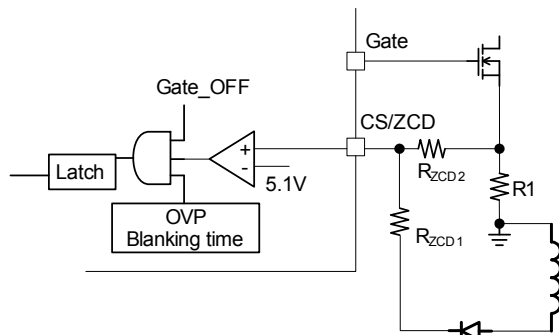 Gate
Gate_OFF
CS/ZCD
+
-
5.1V
Latch
RZCD2
R1
OVP
Blanking time
RZCD1